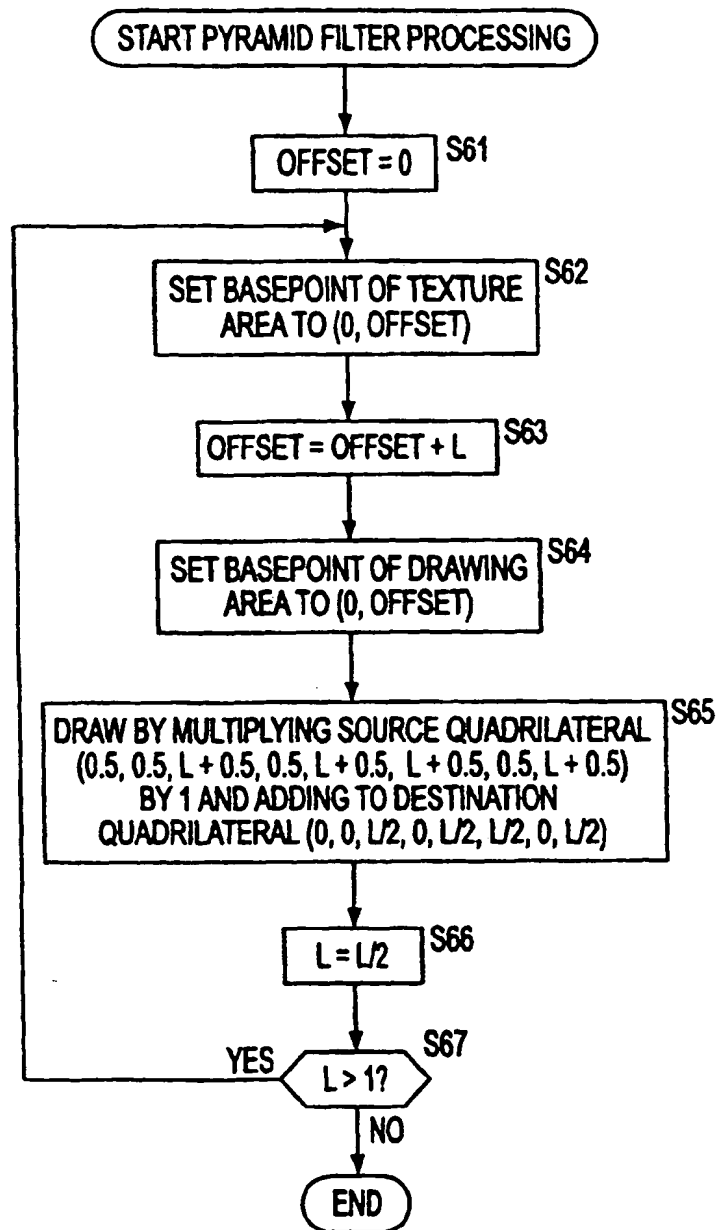 START PYRAMID FILTER PROCESSING
OFFSET = 0
S61
SET BASEPOINT OF TEXTURE
AREA TO (0, OFFSET)
S62
OFFSET = OFFSET + L
S63
SET BASEPOINT OF DRAWING
AREA TO (0, OFFSET)
S64
DRAW BY MULTIPLYING SOURCE QUADRILATERAL
(0.5, 0.5, L + 0.5, 0.5, L + 0.5, L + 0.5, 0.5, L + 0.5)
BY 1 AND ADDING TO DESTINATION
QUADRILATERAL (0, 0, L/2, 0, L/2, L/2, 0, L/2)
S65
L = L/2
S66
L > 1?
S67
YES
NO
END